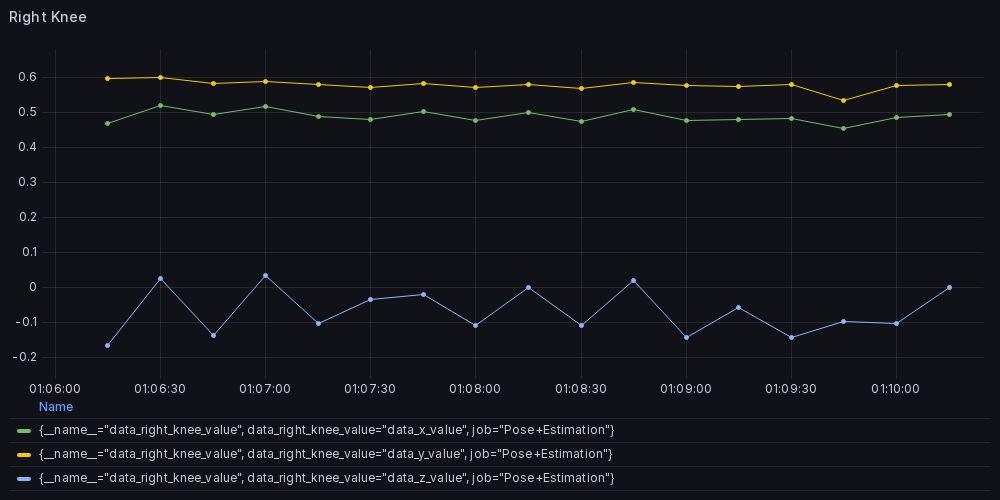 Right Knee
0.6
0.5
0.4
0.3
0.2
0.1
0
-0.1
-0.2
01:06:00 01:06:30 01:07:00 01:07:30 01:08:00 01:08:30 01:09:00 01:09:30 01:10:00
Name
{__name__="data_right_knee_value", data_right_knee_value="data_x_value", job="Pose+Estimation"}
{__name__="data_right_knee_value", data_right_knee_value="data_y_value", job="Pose+Estimation"}
{__name__="data_right_knee_value", data_right_knee_value="data_z_value", job="Pose+Estimation"}